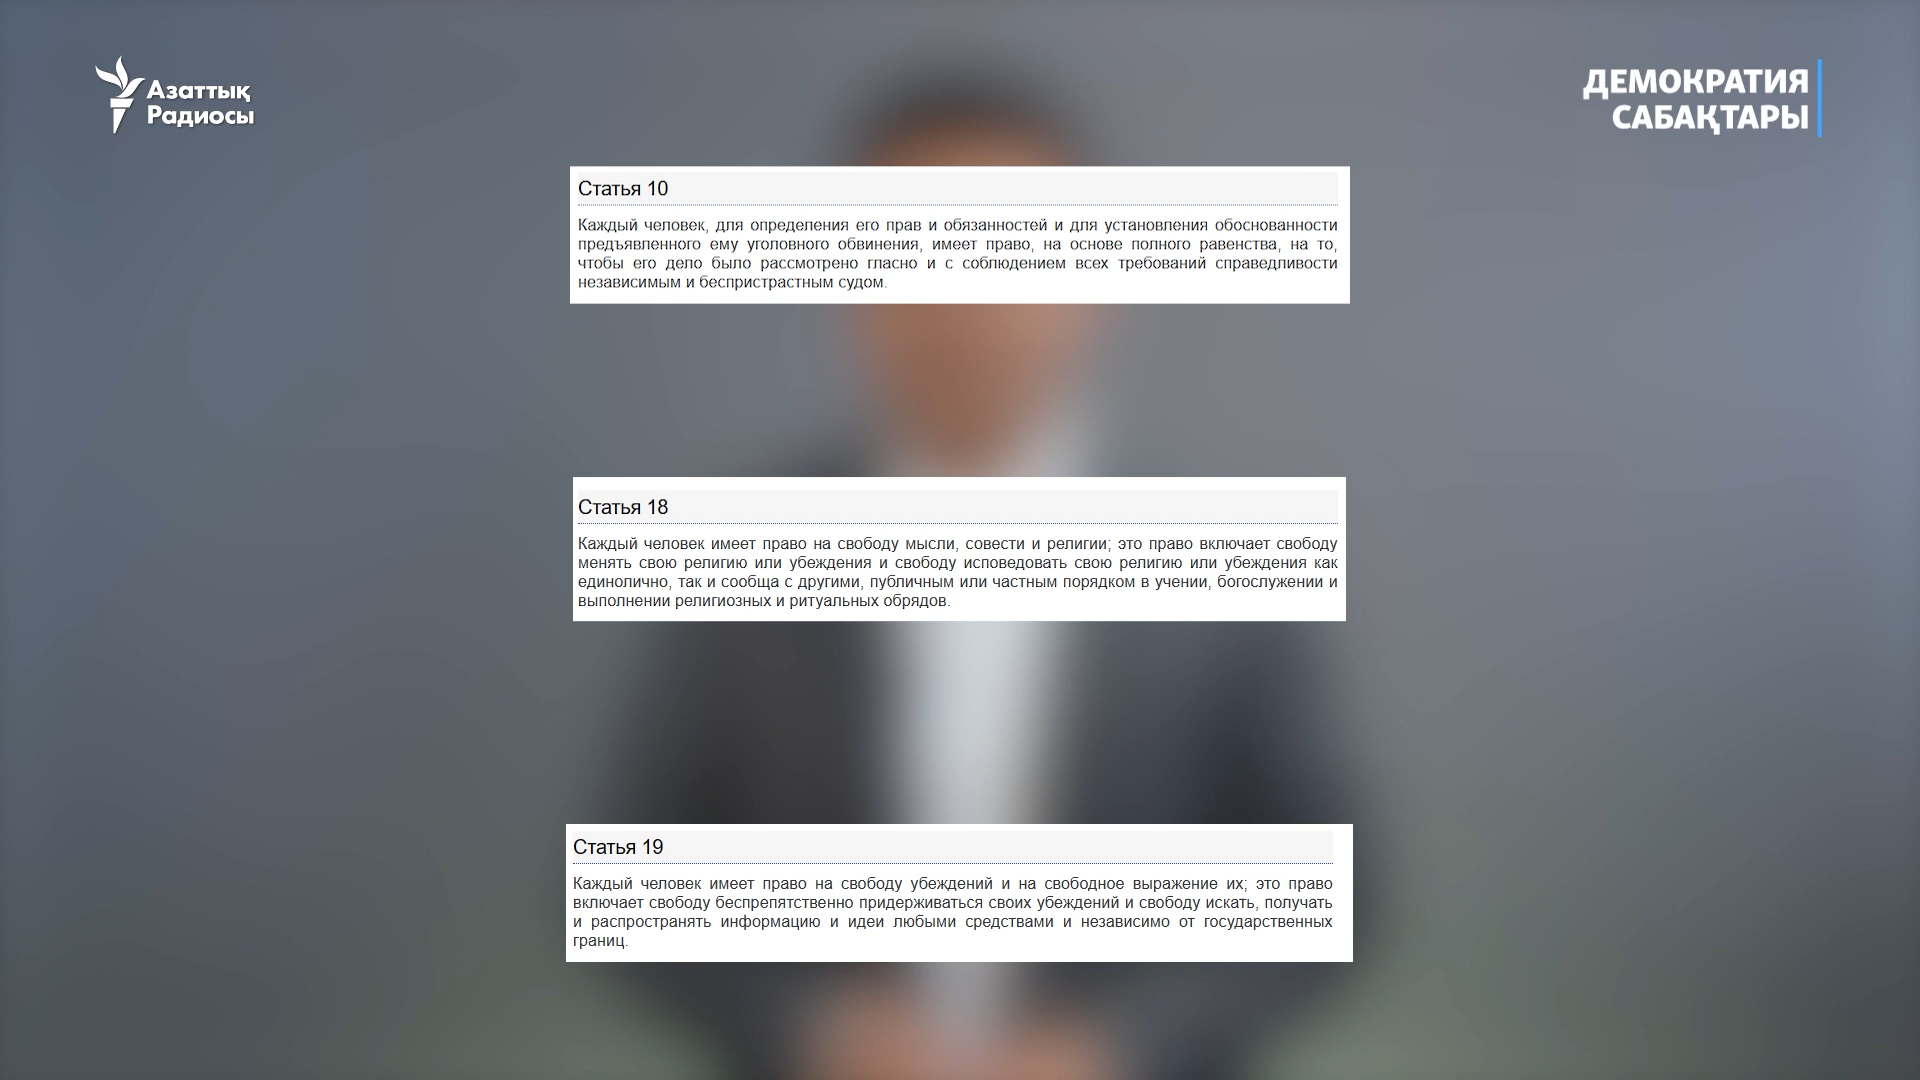 Азаттық
Радиосы
ДЕМОКРАТИЯ
САБАҚТАРЫ
Статья 10
Каждый человек, для определения его прав и обязанностей и для установления обоснованности
предъявленного ему уголовного обвинения, имеет право, на основе полного равенства, на то,
чтобы его дело было рассмотрено гласно и с соблюдением всех требований справедливости
независимым и беспристрастным судом.
Статья 18
Каждый человек имеет право на свободу мысли, совести и религии; это право включает свободу
менять свою религию или убеждения и свободу исповедовать свою религию или убеждения как
единолично, так и сообща с другими, публичным или частным порядком в учении, богослужении и
выполнении религиозных и ритуальных обрядов.
Статья 19
Каждый человек имеет право на свободу убеждений и на свободное выражение их; это право
включает свободу беспрепятственно придерживаться своих убеждений и свободу искать, получать
и распространять информацию и идеи любыми средствами и независимо от государственных
границ.